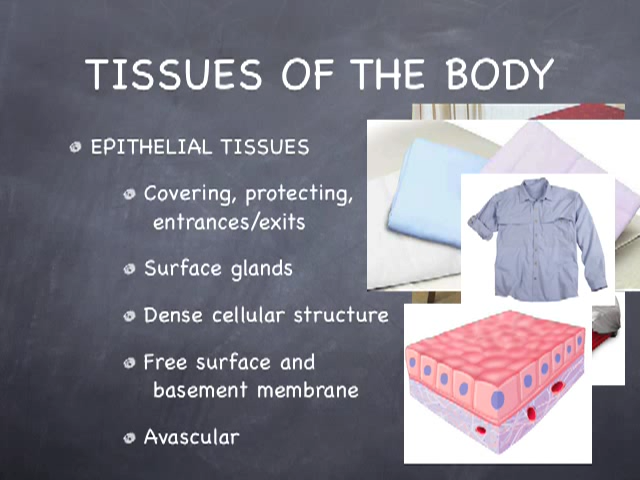 TISSUES OF THE BODY
EPITHELIAL TISSUES
Covering, protecting,
entrances/exits
Surface glands
Dense cellular structure
Free surface and
basement membrane
Avascular